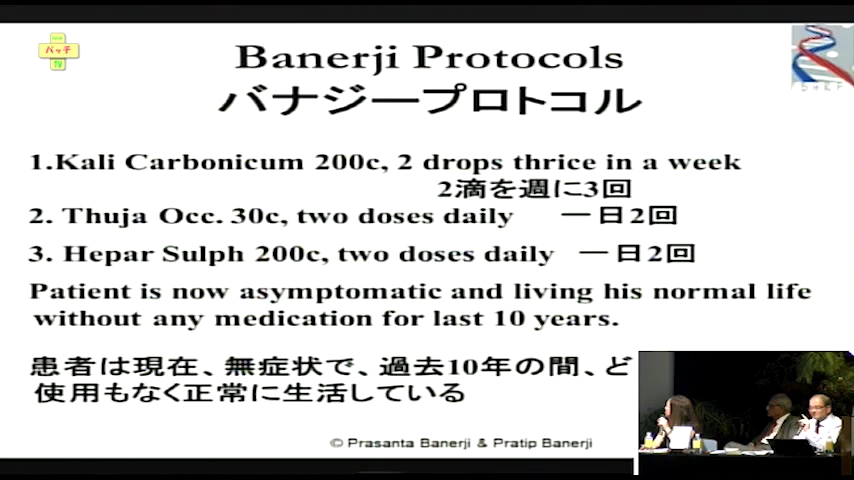 Banerji Protocols
バナジープロトコル
1.Kali Carbonicum 200c, 2 drops thrice in a week
2滴を週に3回
2. Thuja Occ. 30c, two doses daily 一日2回
3. Hepar Sulph 200c, two doses daily 一日2回
Patient is now asymptomatic and living his normal life
without any medication for last 10 years.
患者は現在、無症状で、過去10年の間、ど
使用もなく正常に生活している
© Prasanta Banerji & Pratip Banerji
パッチ
TV